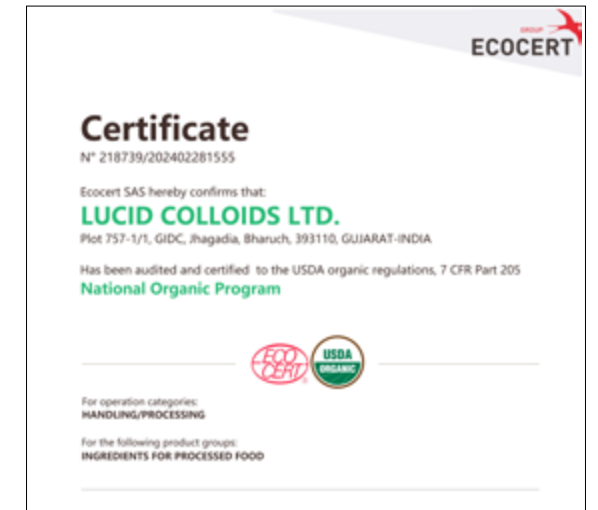 GROUP
ECOCERT
Certificate
N° 218739/202402281555
Ecocert SAS hereby confirms that:
LUCID COLLOIDS LTD.
Plot 757-1/1, GIDC, Jhagadia, Bharuch, 393110, GUJARAT-INDIA
Has been audited and certified to the USDA organic regulations, 7 CFR Part 205
National Organic Program
ECO
CERT
USDA
ORGANIC
For operation categories:
HANDLING/PROCESSING
For the following product groups:
INGREDIENTS FOR PROCESSED FOOD